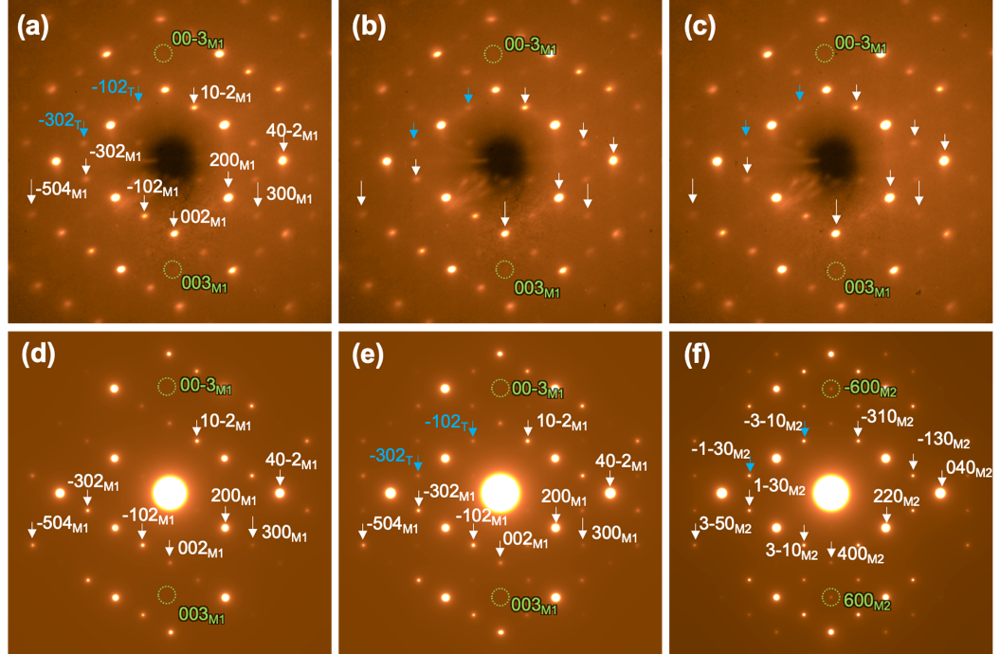 (a)
00-3M1
-102T
10-2M1
-302T
40-2M1
-302M1
200M1
-504M1
-102M1
300M1
002M1
003M1
(b)
00-3M1
003M1
(c)
00-3M1
003M1
(d)
00-3M1
10-2M1
40-2M1
-302M1
200M1
-504M1
-102M1
300M1
002M1
003M1
(e)
00-3M1
-102T
10-2M1
-302T
40-2M1
-302M1
200M1
-504M1
-102M1
300M1
002M1
003M1
(f)
-600M2
-3-10M2
-310M2
-1-30M2
-130M2
040M2
1-30M2
220M2
3-50M2
3-10M2
400M2
600M2